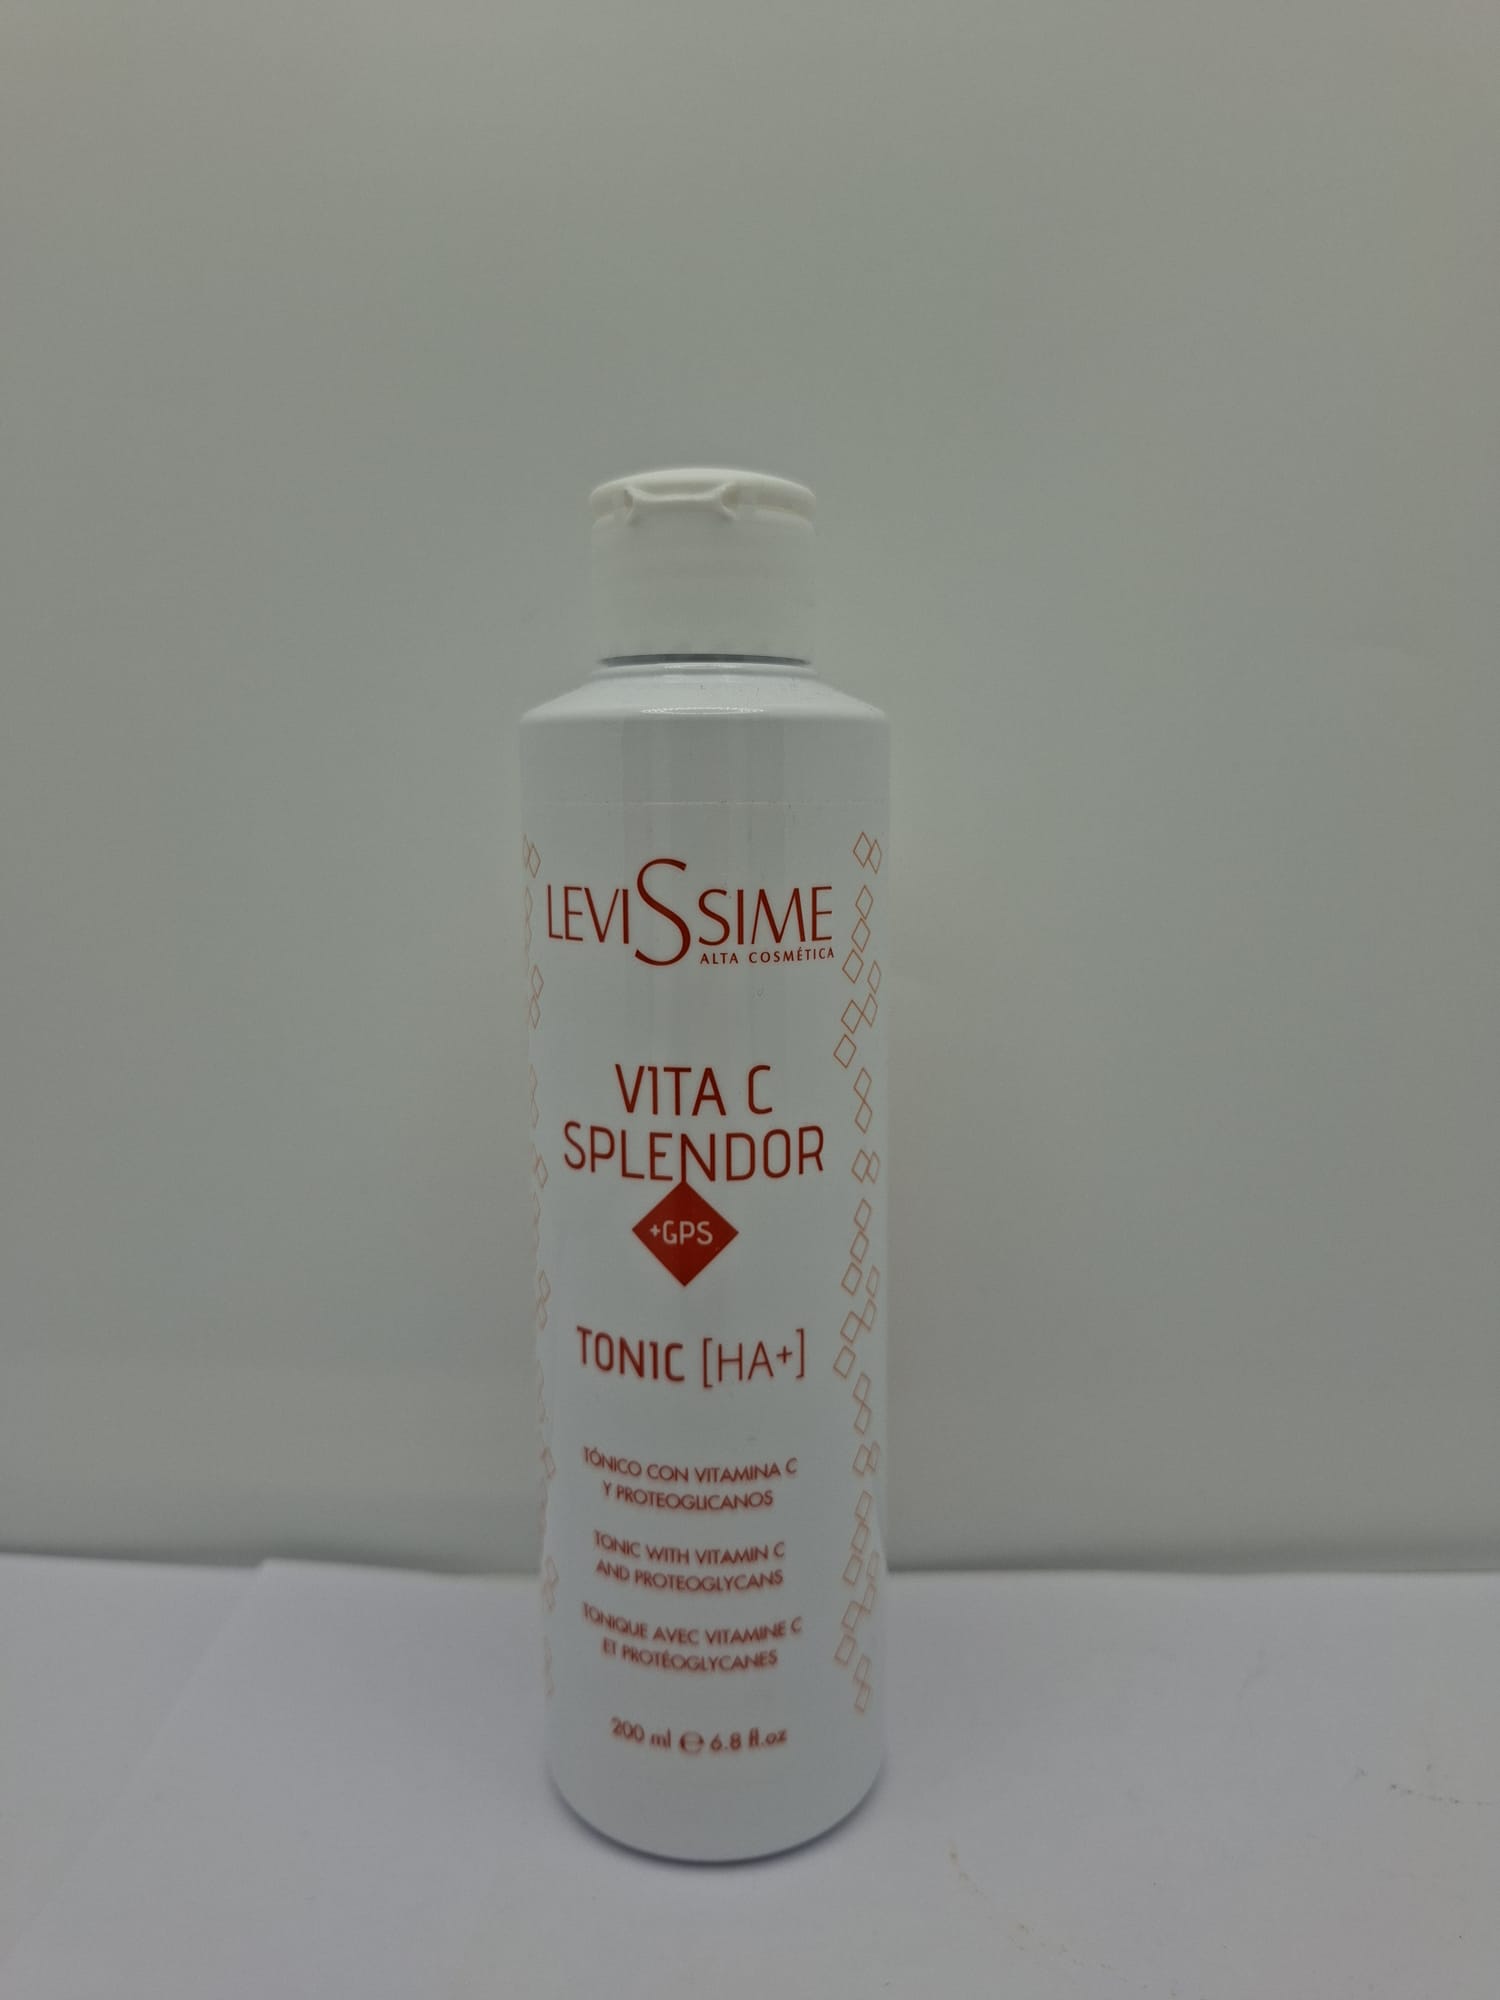 LEVISSIME
ALTA COSMÉTICA
VITA C
SPLENDOR
+GPS
TONIC [HA+]
TÓNICO CON VITAMINA C
Y PROTEOGLICANOS
TONIC WITH VITAMIN C
AND PROTEOGLYCANS
TONIQUE AVEC VITAMINE C
ET PROTÉOGLYCANES
200 ml ℮ 6.8 fl.oz